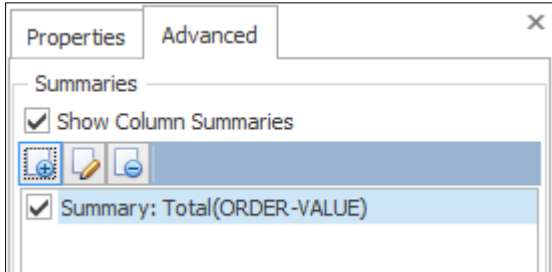 Properties Advanced
Summaries
Show Column Summaries
Summary: Total(ORDER-VALUE)